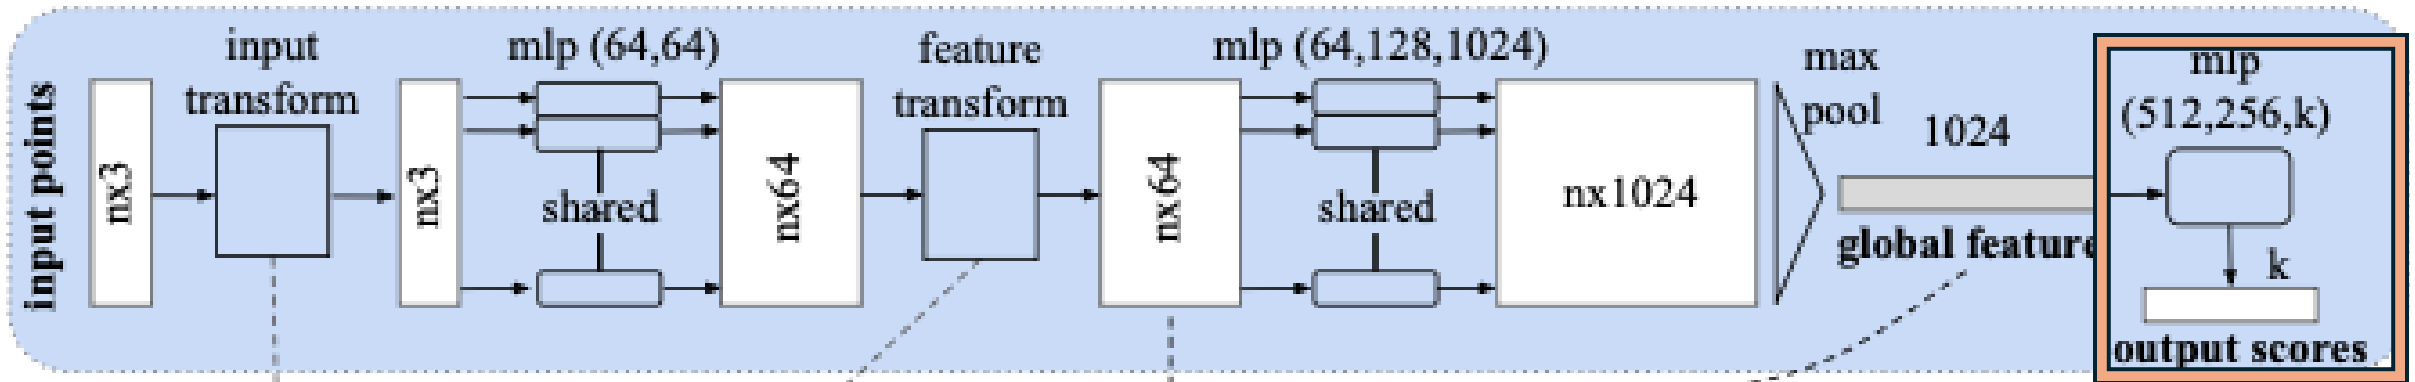 input points
nx3
input
transform
nx3
mlp (64,64)
shared
nx64
feature
transform
nx64
mlp (64,128,1024)
shared
nx1024
max
pool
1024
global feature
mlp
(512,256,k)
k
output scores